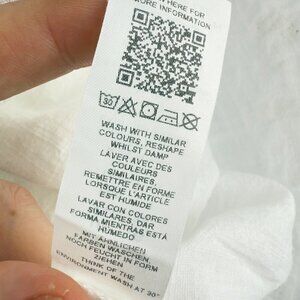 HERE FOR
MORE INFORMATION
30
WASH WITH SIMILAR
COLOURS, RESHAPE
WHILST DAMP
LAVER AVEC DES
COULEURS
SIMILAIRES,
REMETTRE EN FORME
LORSQUE L'ARTICLE
EST HUMIDE
LAVAR CON COLORES
SIMILARES, DAR
FORMA MIENTRAS ESTÁ
HÚMEDO
MIT ÄHNLICHEN
FARBEN WASCHEN,
NOCH FEUCHT IN FORM
ZIEHEN
THINK OF THE
ENVIRONMENT WASH AT 30°